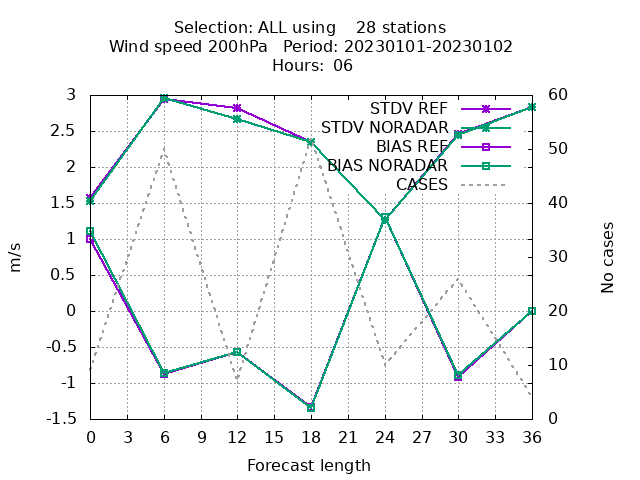 Selection: ALL using    28 stations
Wind speed 200hPa   Period: 20230101-20230102
Hours:  06
STDV REF
STDV NORADAR
BIAS REF
BIAS NORADAR
CASES
3
2.5
2
1.5
1
0.5
0
-0.5
-1
-1.5
m/s
60
50
40
30
20
10
0
No cases
0 3 6 9 12 15 18 21 24 27 30 33 36
Forecast length